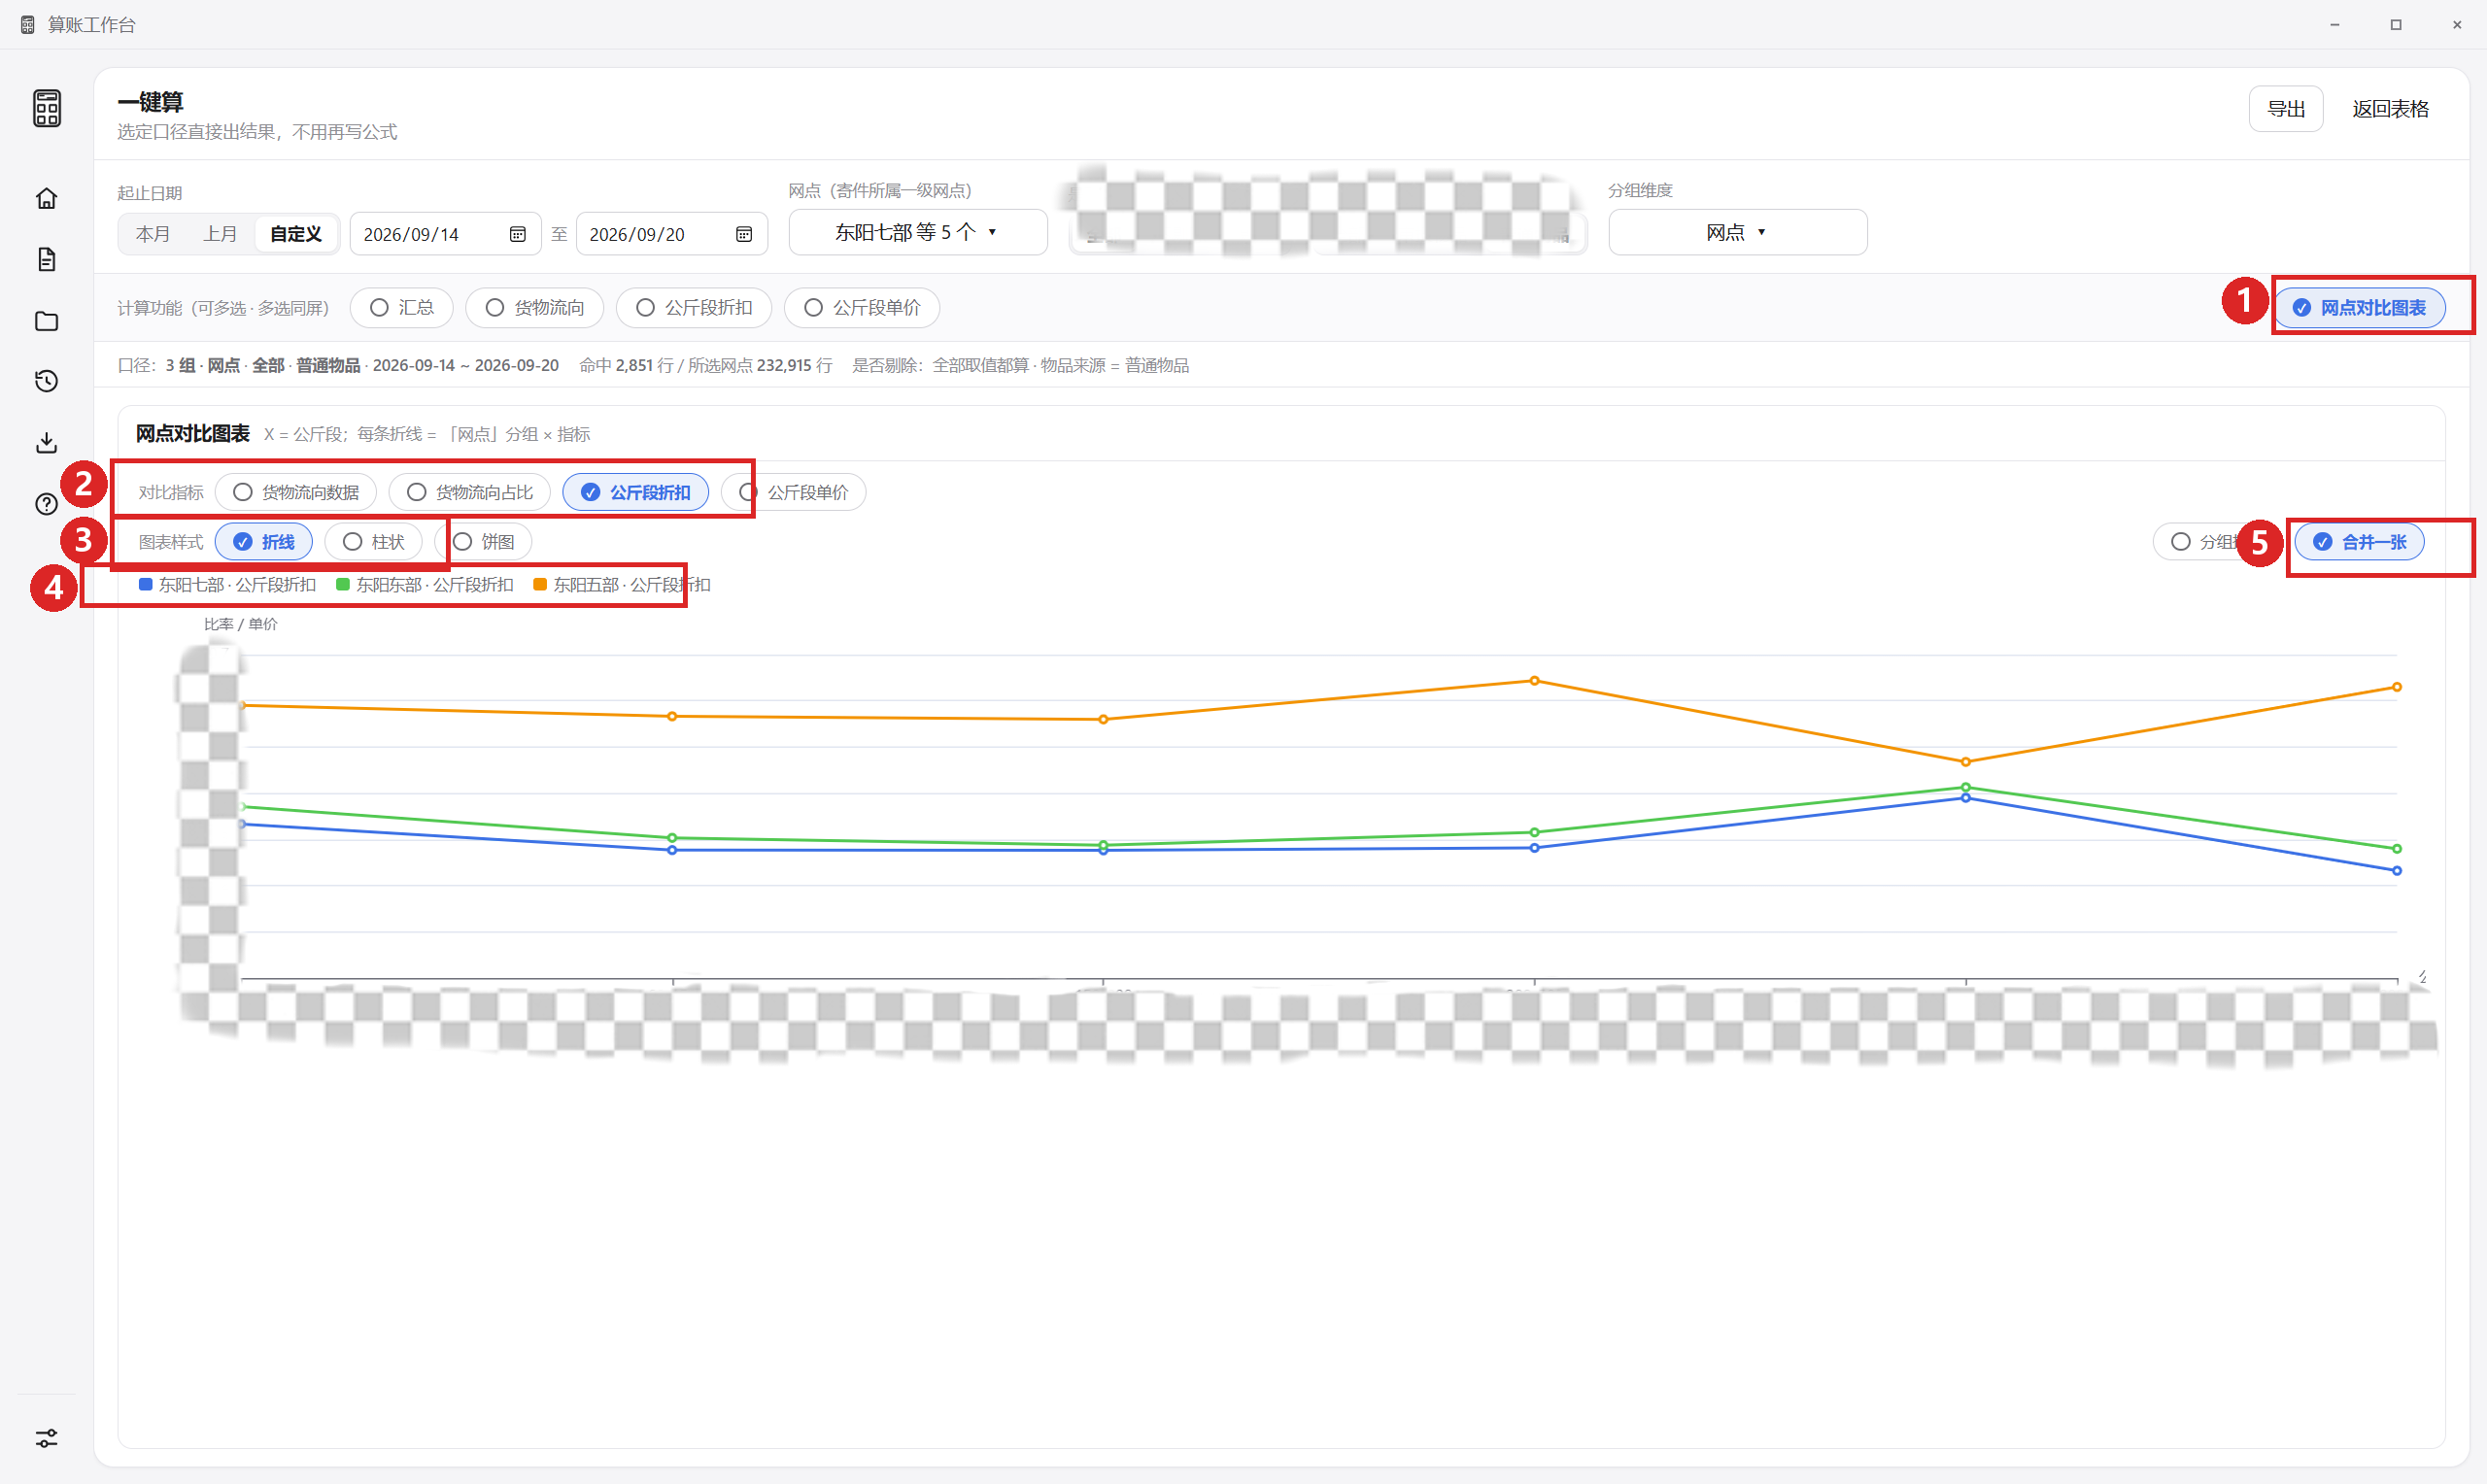 算账工作台
一键算
选定口径直接出结果，不用再写公式
导出 返回表格
起止日期 网点（寄件所属一级网点） 分组维度
本月 上月 自定义 2026/09/14 至 2026/09/20 东阳七部 等 5 个 网点
计算功能（可多选 · 多选同屏） 汇总 货物流向 公斤段折扣 公斤段单价 1 网点对比图表
口径：3 组 · 网点 · 全部 · 普通物品 · 2026-09-14 ~ 2026-09-20 命中 2,851 行 / 所选网点 232,915 行 是否剔除：全部取值都算 · 物品来源 = 普通物品
网点对比图表 X = 公斤段；每条折线 =「网点」分组 × 指标
2 对比指标 货物流向数据 货物流向占比 公斤段折扣 公斤段单价
3 图表样式 折线 柱状 饼图 分组 5 合并一张
4 东阳七部 · 公斤段折扣 东阳东部 · 公斤段折扣 东阳五部 · 公斤段折扣
比率 / 单价